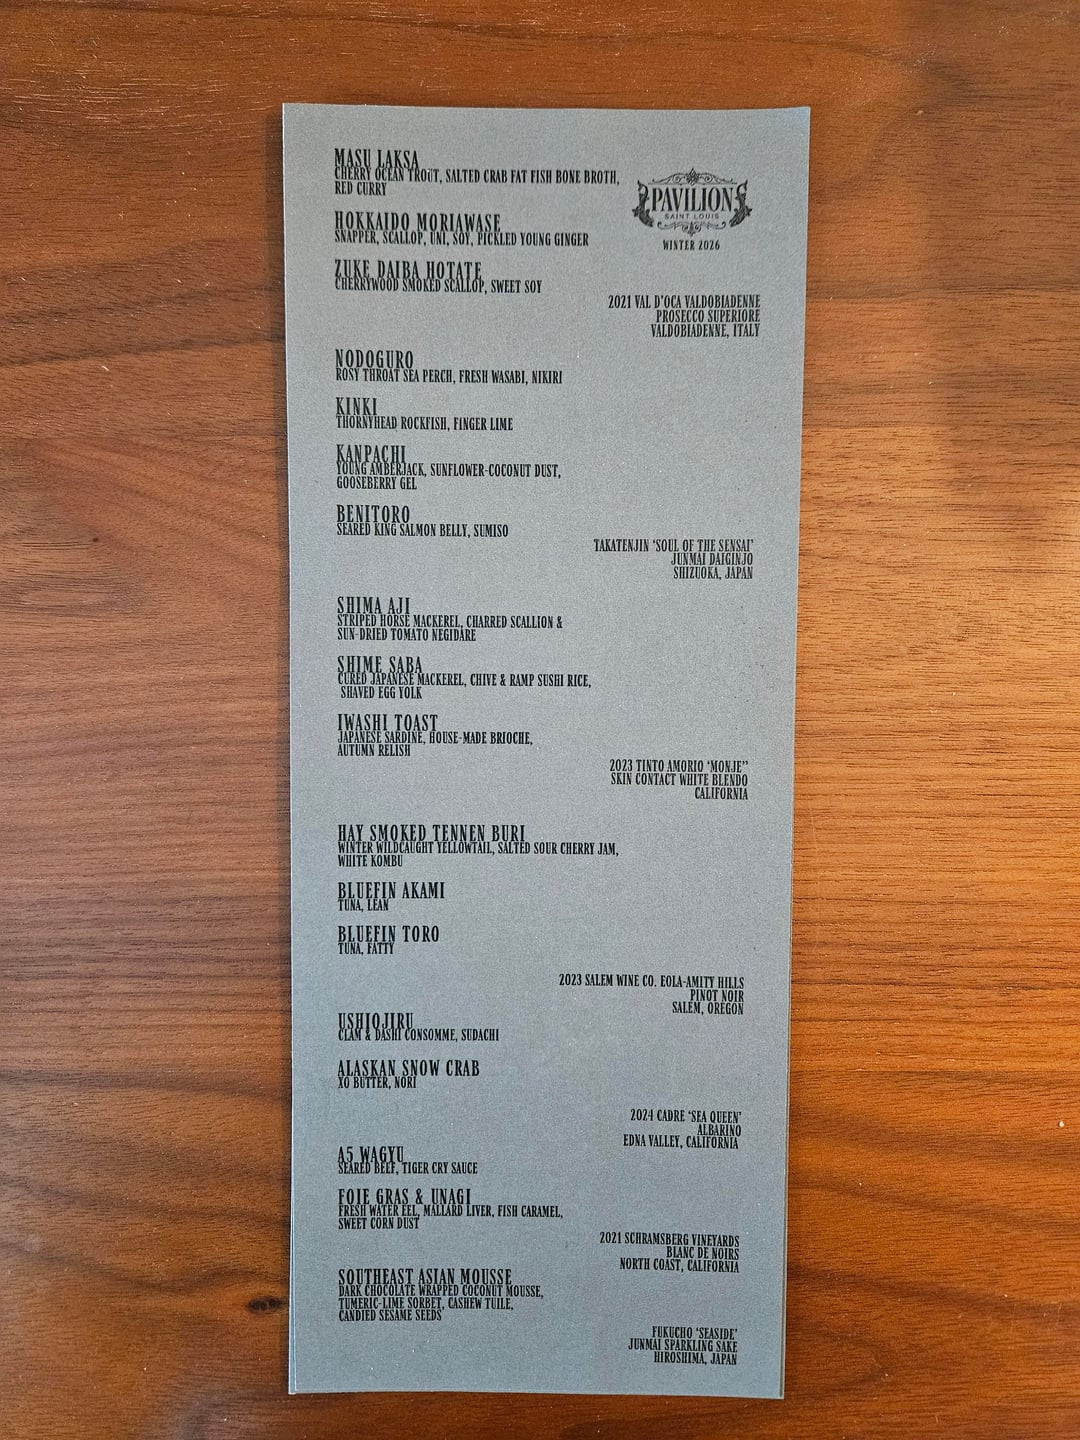 MASU LAKSA
CHERRY OCEAN TROUT, SALTED CRAB FAT FISH BONE BROTH,
RED CURRY
PAVILION
SAINT LOUIS
WINTER 2026
HOKKAIDO MORIAWASE
SNAPPER, SCALLOP, UNI, SOY, PICKLED YOUNG GINGER
ZUKE DAIBA HOTATE
CHERRYWOOD SMOKED SCALLOP, SWEET SOY
2021 VAL D'OCA VALDOBIADENNE
PROSECCO SUPERIORE
VALDOBIADENNE, ITALY
NODOGURO
ROSY THROAT SEA PERCH, FRESH WASABI, NIKIRI
KINKI
THORNYHEAD ROCKFISH, FINGER LIME
KANPACHI
YOUNG AMBERJACK, SUNFLOWER-COCONUT DUST,
GOOSEBERRY GEL
BENITORO
SEARED KING SALMON BELLY, SUMISO
TAKATENJIN 'SOUL OF THE SENSAI'
JUNMAI DAIGINJO
SHIZUOKA, JAPAN
SHIMA AJI
STRIPED HORSE MACKEREL, CHARRED SCALLION &
SUN-DRIED TOMATO NEGIDARE
SHIME SABA
CURED JAPANESE MACKEREL, CHIVE & RAMP SUSHI RICE,
SHAVED EGG YOLK
IWASHI TOAST
JAPANESE SARDINE, HOUSE-MADE BRIOCHE,
AUTUMN RELISH
2023 TINTO AMORIO 'MONJE''
SKIN CONTACT WHITE BLENDO
CALIFORNIA
HAY SMOKED TENNEN BURI
WINTER WILDCAUGHT YELLOWTAIL, SALTED SOUR CHERRY JAM,
WHITE KOMBU
BLUEFIN AKAMI
TUNA, LEAN
BLUEFIN TORO
TUNA, FATTY
2023 SALEM WINE CO. EOLA-AMITY HILLS
PINOT NOIR
SALEM, OREGON
USHIOJIRU
CLAM & DASHI CONSOMME, SUDACHI
ALASKAN SNOW CRAB
XO BUTTER, NORI
2024 CADRE 'SEA QUEEN'
ALBARINO
EDNA VALLEY, CALIFORNIA
A5 WAGYU
SEARED BEEF, TIGER CRY SAUCE
FOIE GRAS & UNAGI
FRESH WATER EEL, MALLARD LIVER, FISH CARAMEL,
SWEET CORN DUST
2021 SCHRAMSBERG VINEYARDS
BLANC DE NOIRS
NORTH COAST, CALIFORNIA
SOUTHEAST ASIAN MOUSSE
DARK CHOCOLATE WRAPPED COCONUT MOUSSE,
TUMERIC-LIME SORBET, CASHEW TUILE,
CANDIED SESAME SEEDS
FUKUCHO 'SEASIDE'
JUNMAI SPARKLING SAKE
HIROSHIMA, JAPAN